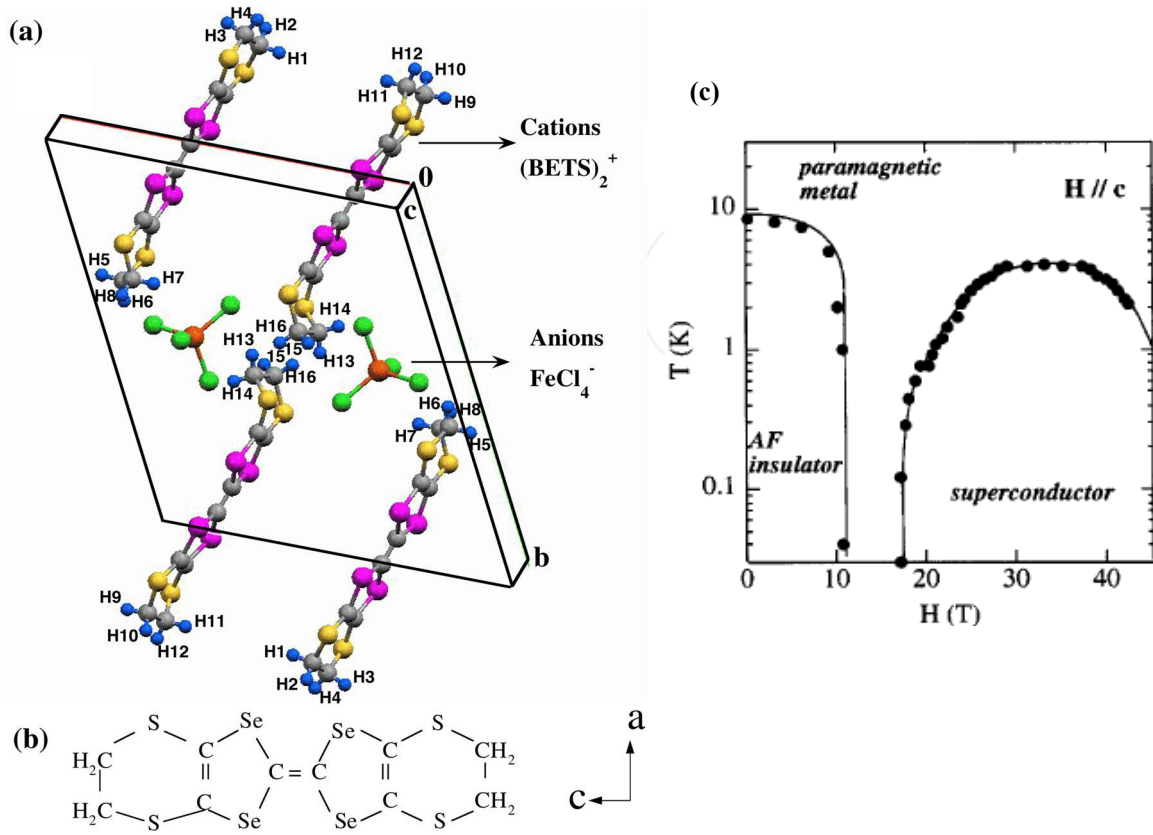 (a)
H4
H2
H3
H1
H12
H10
H11
H9
Cations
(BETS)₂⁺
0
c
H5
H7
H8
H6
H14
H16
15
H13
H13
15
H16
H14
Anions
FeCl₄⁻
H6
H8
H7
H5
b
H9
H11
H10
H12
H1
H3
H2
H4
(b)
S Se Se S
H₂C C C CH₂
C = C
H₂C C C CH₂
S Se Se S
a
c
(c)
paramagnetic
metal
H // c
10
1
0.1
T (K)
AF
insulator
superconductor
0 10 20 30 40
H (T)